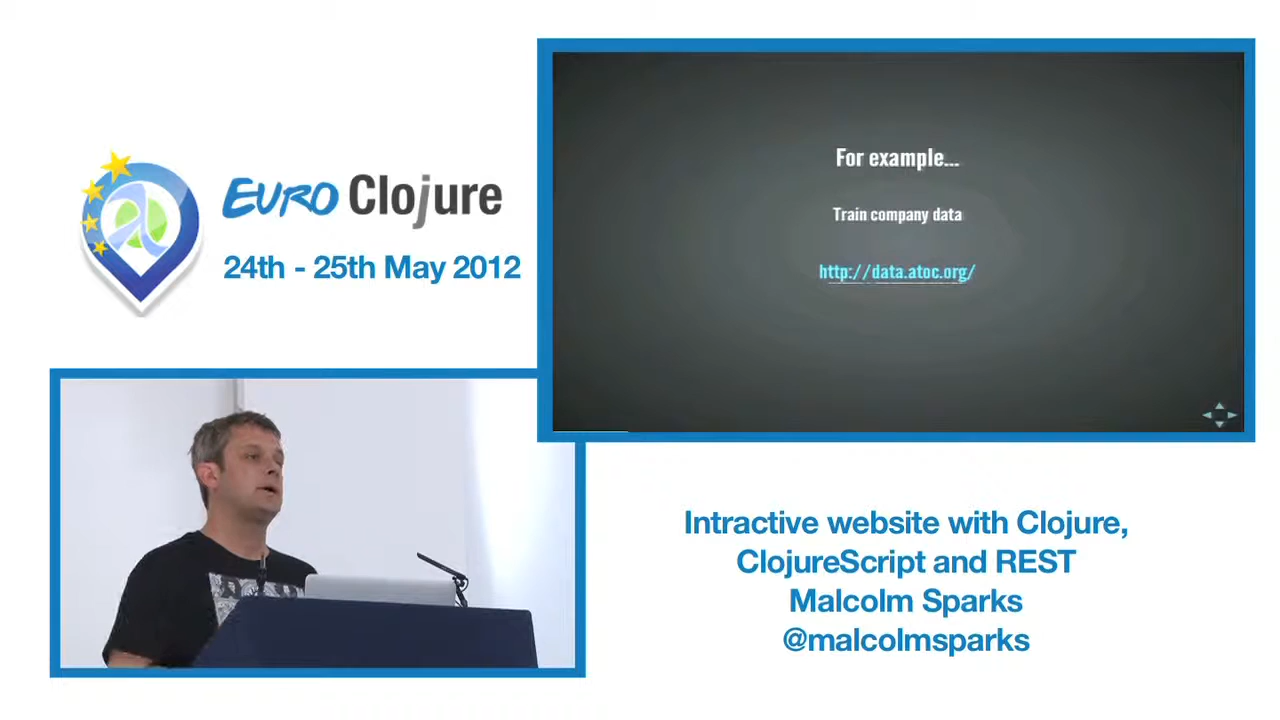 EURO Clojure
24th - 25th May 2012
For example...
Train company data
http://data.atoc.org/
Intractive website with Clojure,
ClojureScript and REST
Malcolm Sparks
@malcolmsparks